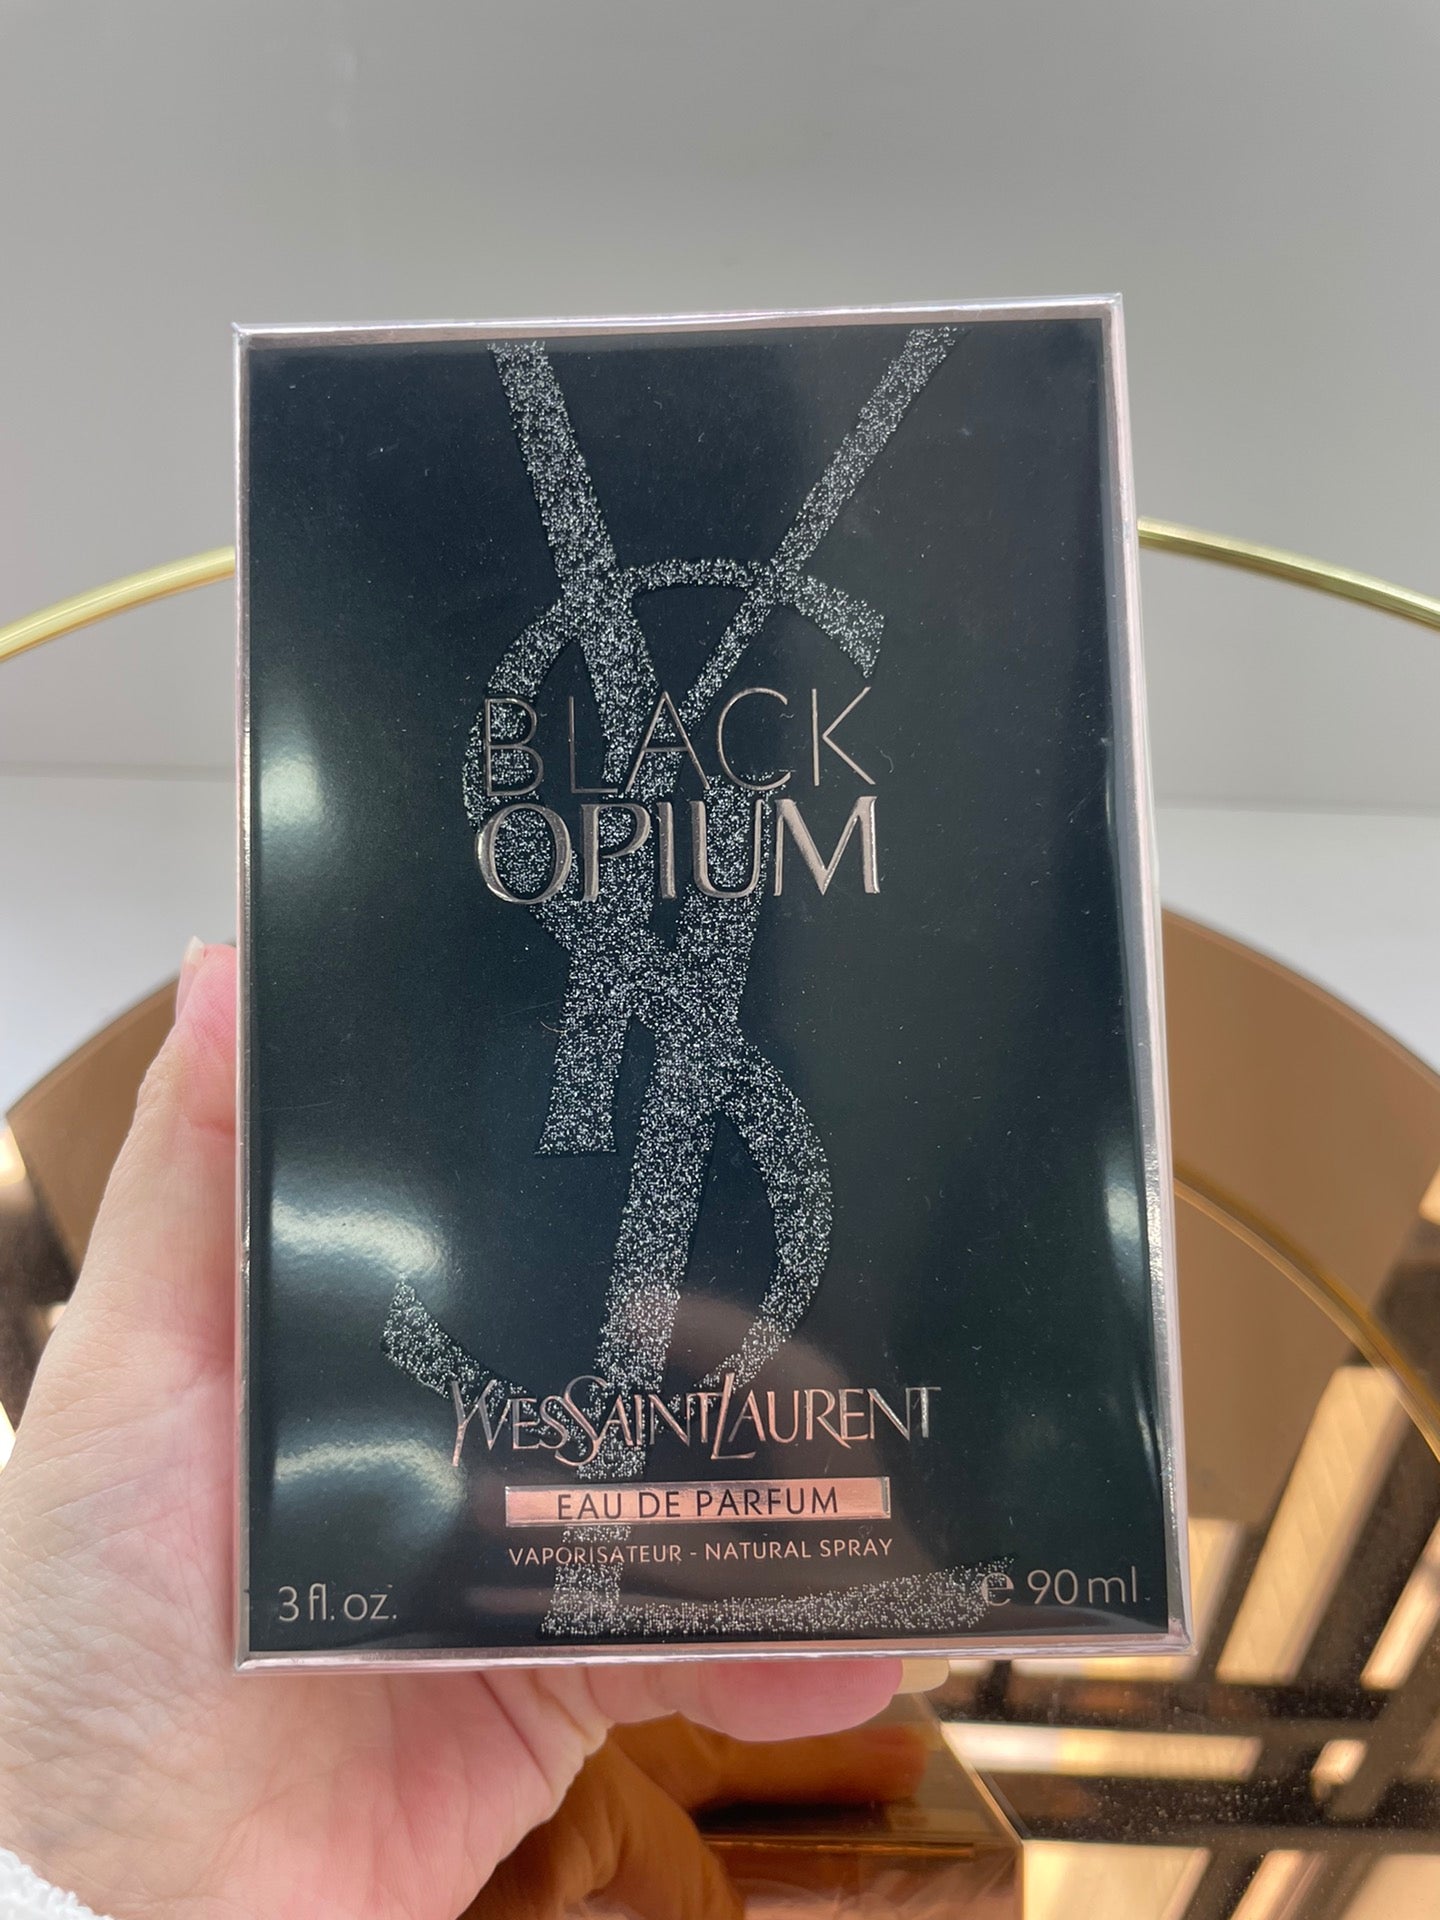 BLACK
OPIUM
YVESSAINTLAURENT
EAU DE PARFUM
VAPORISATEUR - NATURAL SPRAY
3 fl. oz. ℮ 90 ml